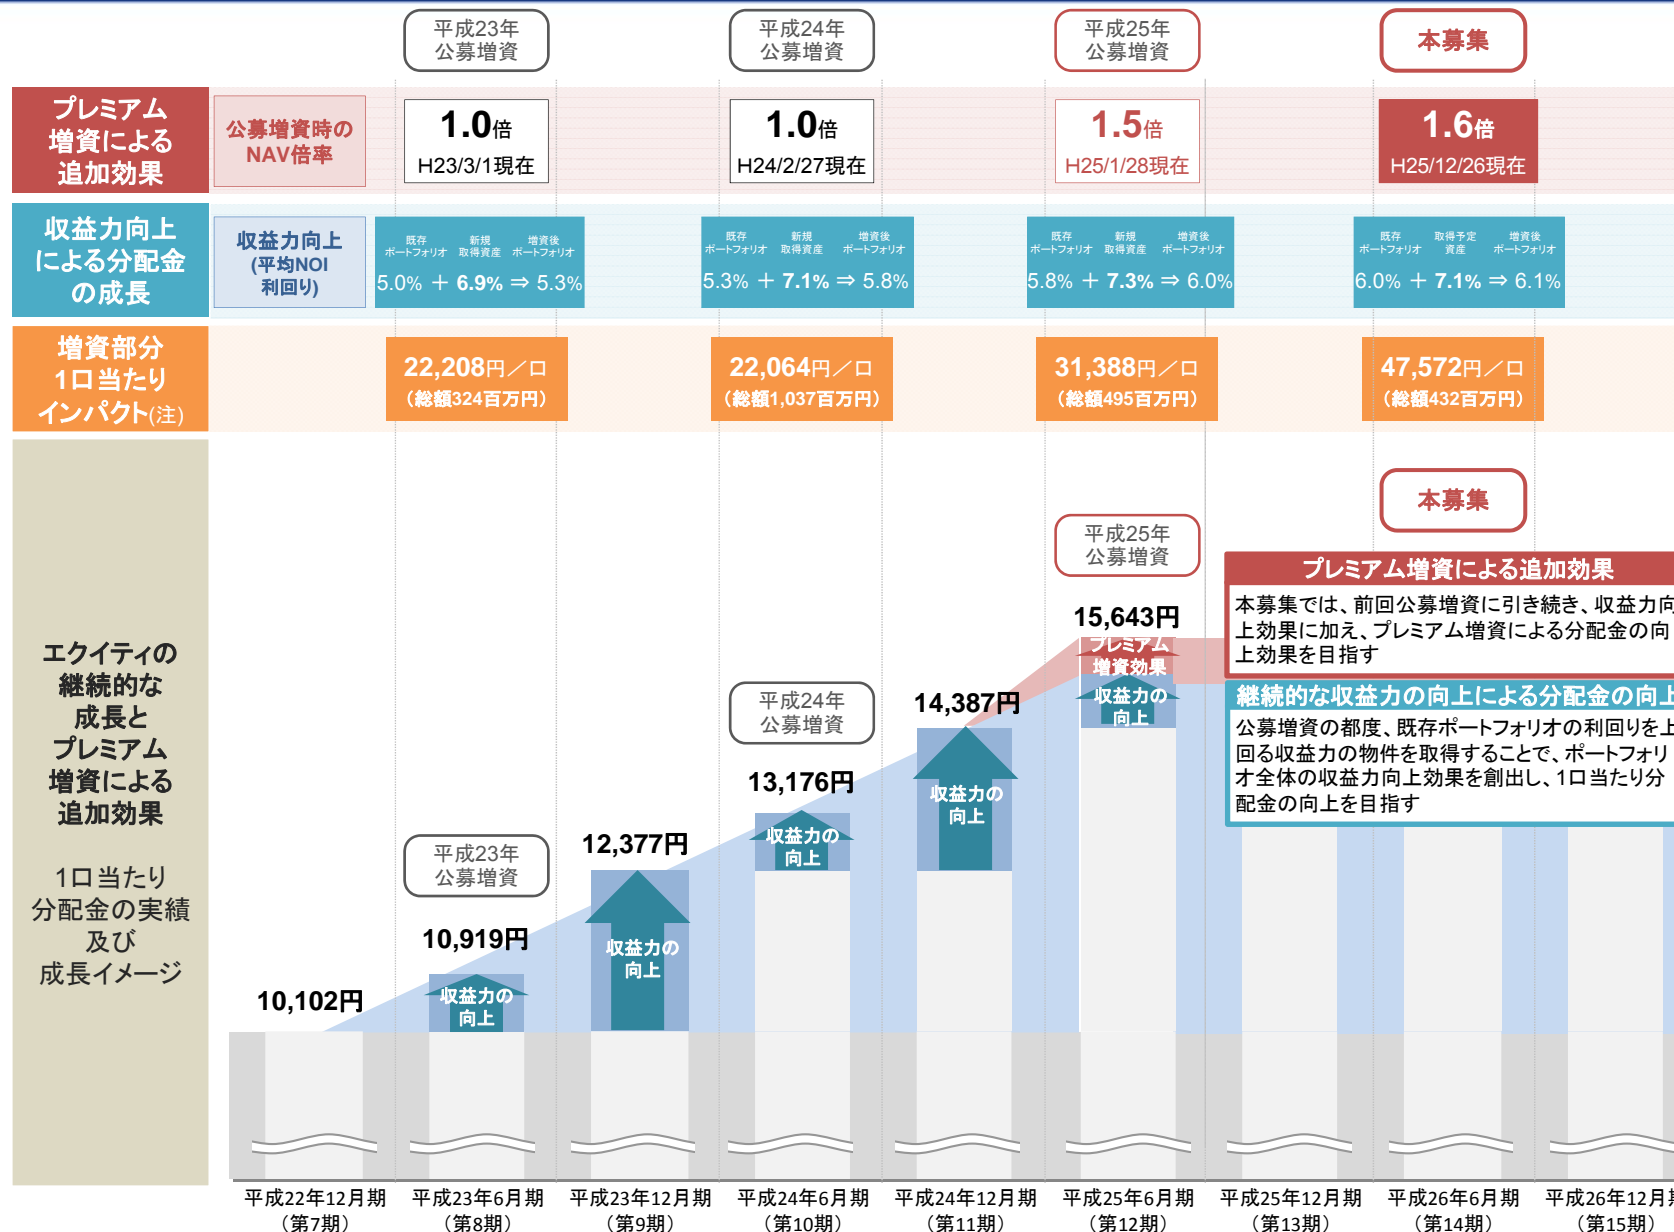 平成23年
公募増資
平成24年
公募増資
平成25年
公募増資
本募集
プレミアム
増資による
追加効果
公募増資時の
NAV倍率
1.0倍
H23/3/1現在
1.0倍
H24/2/27現在
1.5倍
H25/1/28現在
1.6倍
H25/12/26現在
収益力向上
による分配金
の成長
収益力向上
(平均NOI
利回り)
既存 新規 増資後
ポートフォリオ 取得資産 ポートフォリオ
5.0% + 6.9% ⇒ 5.3%
既存 新規 増資後
ポートフォリオ 取得資産 ポートフォリオ
5.3% + 7.1% ⇒ 5.8%
既存 新規 増資後
ポートフォリオ 取得資産 ポートフォリオ
5.8% + 7.3% ⇒ 6.0%
既存 取得予定 増資後
ポートフォリオ 資産 ポートフォリオ
6.0% + 7.1% ⇒ 6.1%
増資部分
1口当たり
インパクト(注)
22,208円／口
（総額324百万円）
22,064円／口
（総額1,037百万円）
31,388円／口
（総額495百万円）
47,572円／口
（総額432百万円）
エクイティの
継続的な
成長と
プレミアム
増資による
追加効果
1口当たり
分配金の実績
及び
成長イメージ
10,102円
平成23年
公募増資
10,919円
収益力の
向上
12,377円
収益力の
向上
平成24年
公募増資
13,176円
収益力の
向上
14,387円
収益力の
向上
平成25年
公募増資
15,643円
プレミアム
増資効果
収益力の
向上
本募集
プレミアム増資による追加効果
本募集では、前回公募増資に引き続き、収益力向
上効果に加え、プレミアム増資による分配金の向
上効果を目指す
継続的な収益力の向上による分配金の向上
公募増資の都度、既存ポートフォリオの利回りを上
回る収益力の物件を取得することで、ポートフォリ
オ全体の収益力向上効果を創出し、1口当たり分
配金の向上を目指す
平成22年12月期
（第7期）
平成23年6月期
（第8期）
平成23年12月期
（第9期）
平成24年6月期
（第10期）
平成24年12月期
（第11期）
平成25年6月期
（第12期）
平成25年12月期
（第13期）
平成26年6月期
（第14期）
平成26年12月期
（第15期）